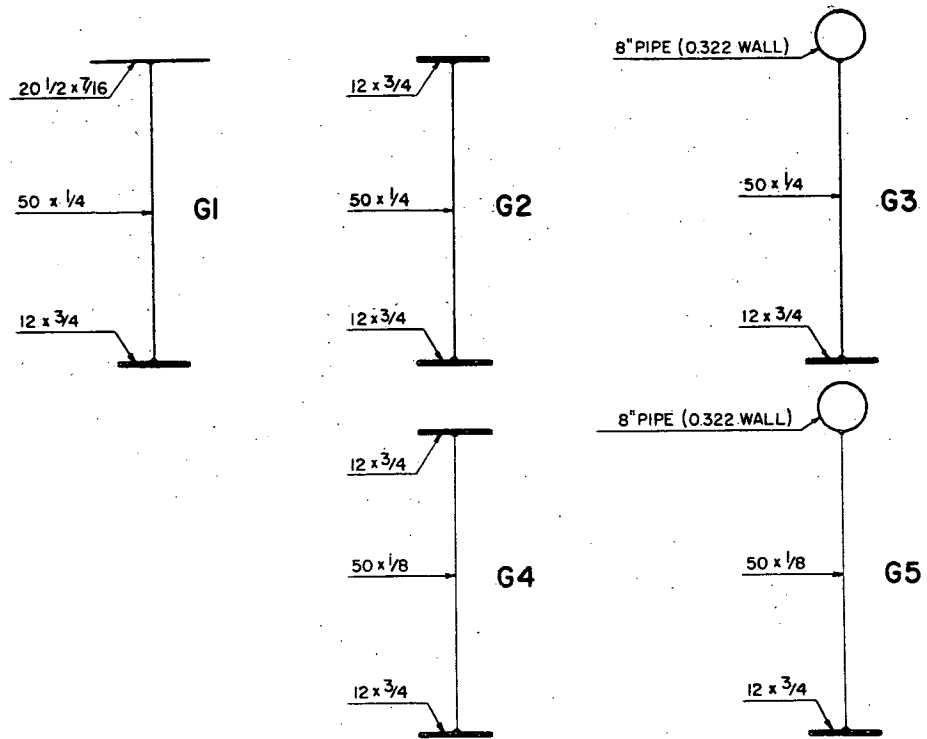 20 1/2 x 7/16
50 x 1/4
G1
12 x 3/4
12 x 3/4
50 x 1/4
G2
12 x 3/4
8" PIPE (0.322 WALL)
50 x 1/4
G3
12 x 3/4
12 x 3/4
50 x 1/8
G4
12 x 3/4
8" PIPE (0.322 WALL)
50 x 1/8
G5
12 x 3/4